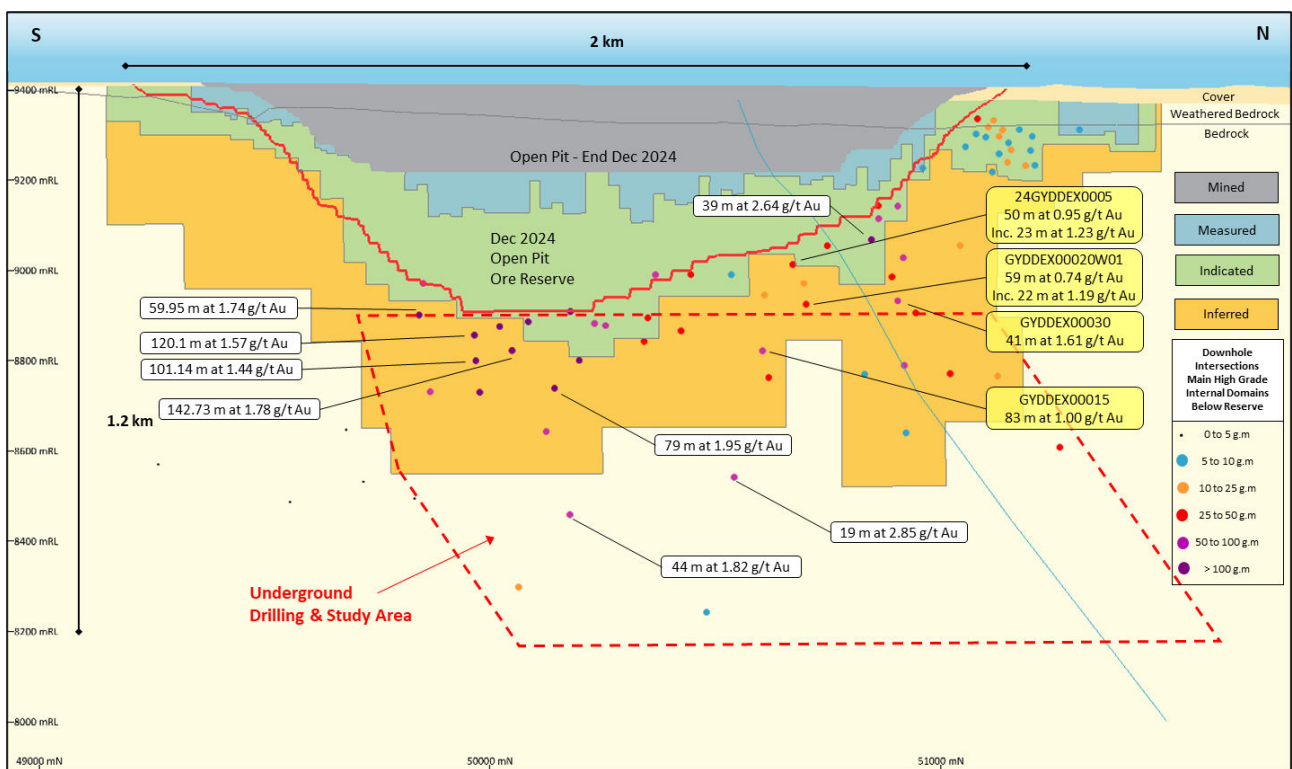 S
N
2 km
9400 mRL
Cover
Weathered Bedrock
Bedrock
Open Pit - End Dec 2024
9200 mRL
Mined
39 m at 2.64 g/t Au
24GYDDEX0005
50 m at 0.95 g/t Au
Inc. 23 m at 1.23 g/t Au
Measured
Dec 2024
Open Pit
Ore Reserve
9000 mRL
GYDDEX00020W01
59 m at 0.74 g/t Au
Inc. 22 m at 1.19 g/t Au
Indicated
59.95 m at 1.74 g/t Au
Inferred
GYDDEX00030
41 m at 1.61 g/t Au
120.1 m at 1.57 g/t Au
8800 mRL
101.14 m at 1.44 g/t Au
GYDDEX00015
83 m at 1.00 g/t Au
142.73 m at 1.78 g/t Au
1.2 km
79 m at 1.95 g/t Au
8600 mRL
Downhole
Intersections
Main High Grade
Internal Domains
Below Reserve
0 to 5 g.m
5 to 10 g.m
10 to 25 g.m
25 to 50 g.m
50 to 100 g.m
> 100 g.m
19 m at 2.85 g/t Au
8400 mRL
44 m at 1.82 g/t Au
Underground
Drilling & Study Area
8200 mRL
8000 mRL
49000 mN
50000 mN
51000 mN